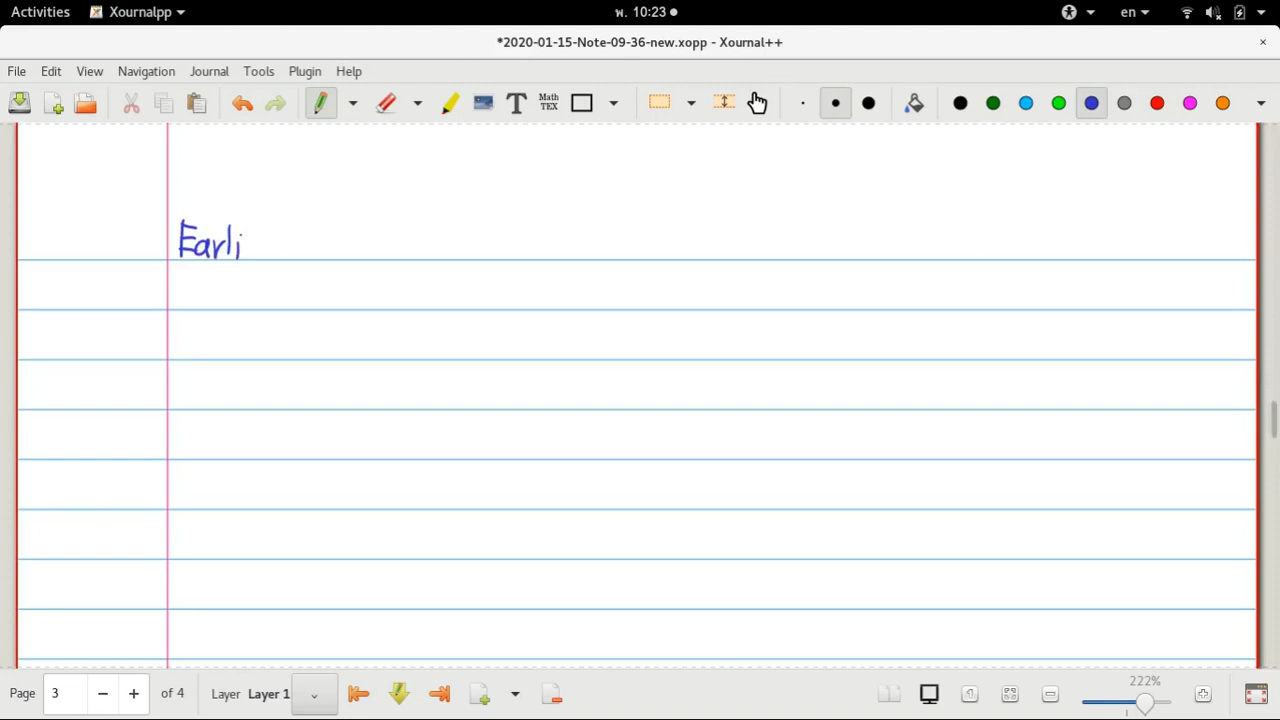 Activities Xournalpp พ. 10:23 en
*2020-01-15-Note-09-36-new.xopp - Xournal++
File Edit View Navigation Journal Tools Plugin Help
T Math TEX
Earli
Page 3 of 4 Layer Layer 1 222%